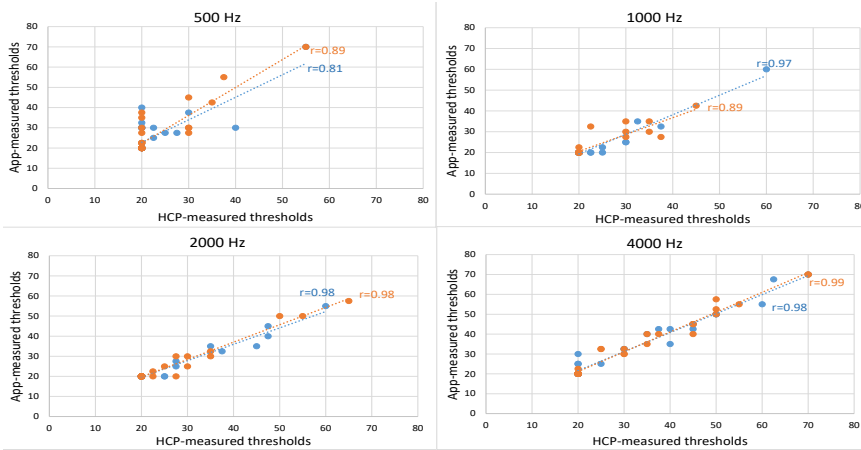 500 Hz
App-measured thresholds
80
70
60
50
40
30
20
10
0
r=0.89
r=0.81
0 10 20 30 40 50 60 70 80
HCP-measured thresholds
1000 Hz
App-measured thresholds
80
70
60
50
40
30
20
10
0
r=0.97
r=0.89
0 10 20 30 40 50 60 70 80
HCP-measured thresholds
2000 Hz
App-measured thresholds
80
70
60
50
40
30
20
10
0
r=0.98
r=0.98
0 10 20 30 40 50 60 70 80
HCP-measured thresholds
4000 Hz
App-measured thresholds
80
70
60
50
40
30
20
10
0
r=0.99
r=0.98
0 10 20 30 40 50 60 70 80
HCP-measured thresholds